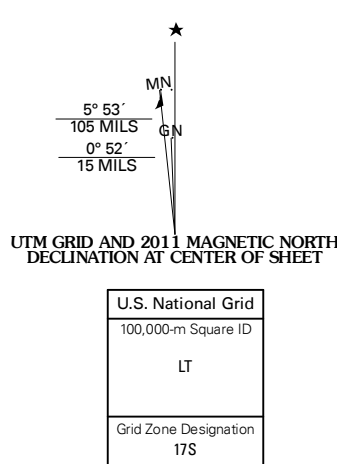 ★
M.N.
5° 53´
105 MILS
GN
0° 52´
15 MILS
UTM GRID AND 2011 MAGNETIC NORTH
DECLINATION AT CENTER OF SHEET
U.S. National Grid
100,000-m Square ID
LT
Grid Zone Designation
17S